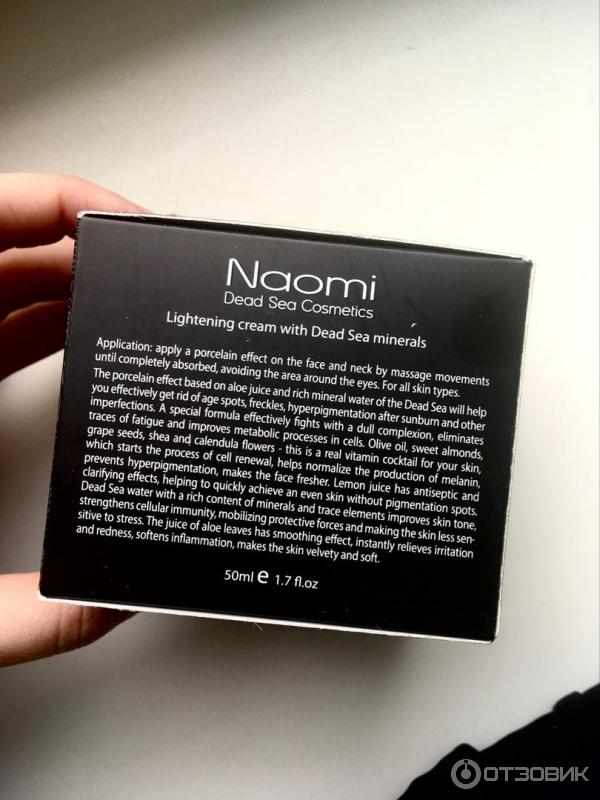 Naomi
Dead Sea Cosmetics
Lightening cream with Dead Sea minerals
Application: apply a porcelain effect on the face and neck by massage movements
until completely absorbed, avoiding the area around the eyes. For all skin types.
The porcelain effect based on aloe juice and rich mineral water of the Dead Sea will help
you effectively get rid of age spots, freckles, hyperpigmentation after sunburn and other
imperfections. A special formula effectively fights with a dull complexion, eliminates
traces of fatigue and improves metabolic processes in cells. Olive oil, sweet almonds,
grape seeds, shea and calendula flowers - this is a real vitamin cocktail for your skin,
which starts the process of cell renewal, helps normalize the production of melanin,
prevents hyperpigmentation, makes the face fresher. Lemon juice has antiseptic and
clarifying effects, helping to quickly achieve an even skin without pigmentation spots.
Dead Sea water with a rich content of minerals and trace elements improves skin tone,
strengthens cellular immunity, mobilizing protective forces and making the skin less sen-
sitive to stress. The juice of aloe leaves has smoothing effect, instantly relieves irritation
and redness, softens inflammation, makes the skin velvety and soft.
50ml e 1.7 fl.oz
ОТЗОВИК